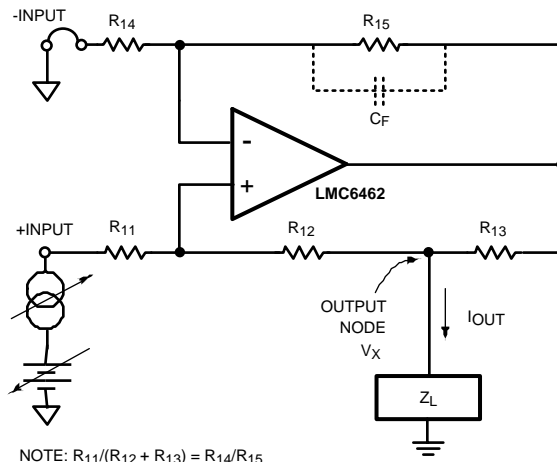 -INPUT
R14
R15
CF
-
+
LMC6462
+INPUT
R11
R12
R13
OUTPUT
NODE
VX
IOUT
ZL
NOTE: R11/(R12 + R13) = R14/R15